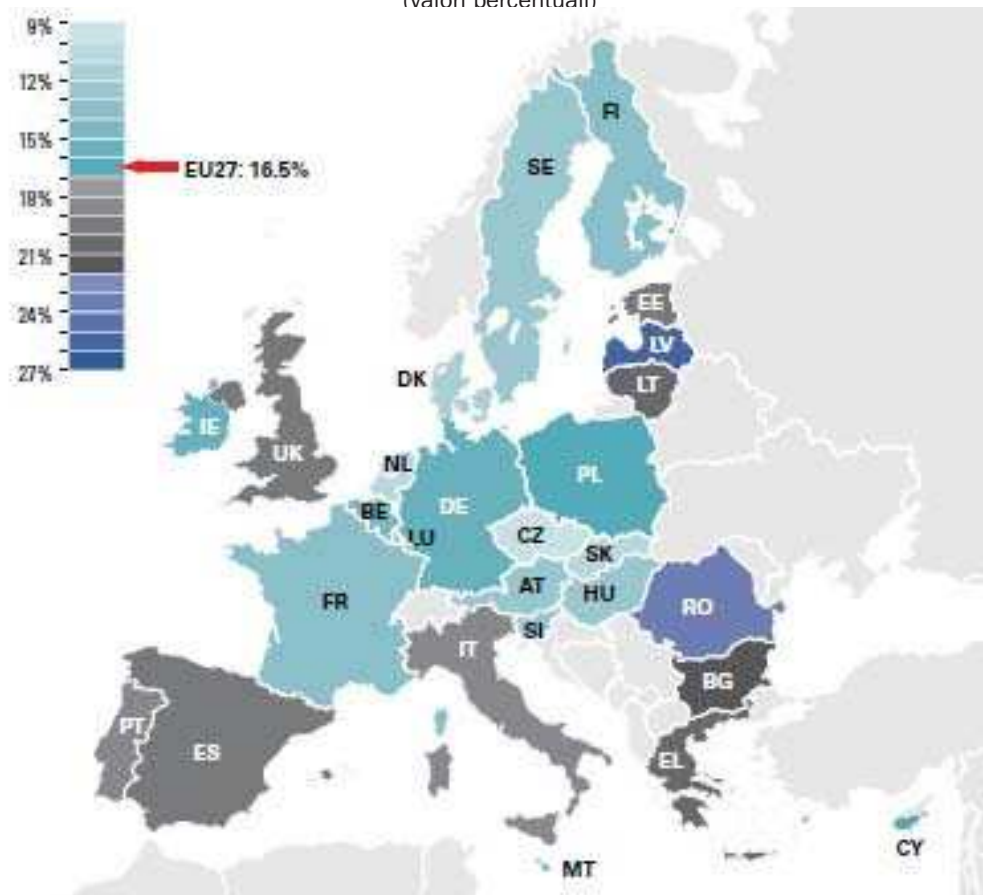 (valori percentuali)
9%
12%
15%
EU27: 16.5%
18%
21%
24%
27%
FI
SE
EE
LV
LT
DK
IE
UK
NL
PL
BE
DE
LU
CZ
SK
AT
HU
FR
RO
SI
IT
BG
PT
ES
EL
CY
MT